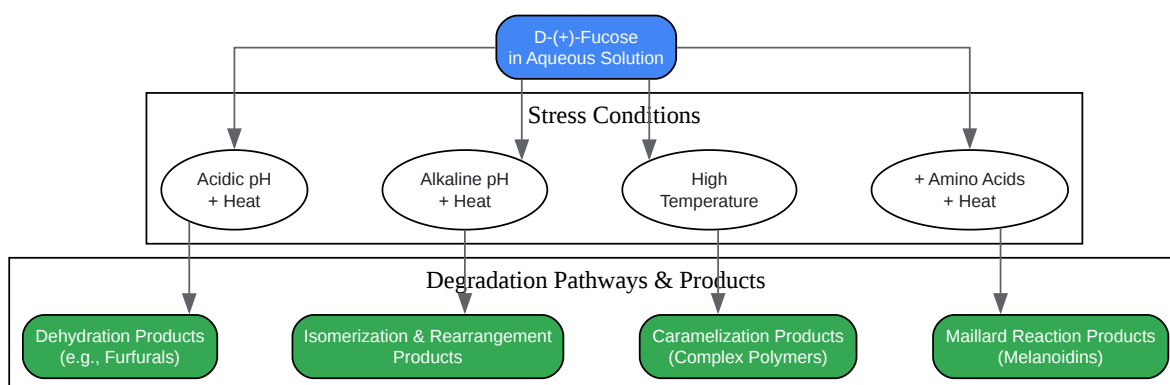 D-(+)-Fucose
in Aqueous Solution
Stress Conditions
Acidic pH
+ Heat
Alkaline pH
+ Heat
High
Temperature
+ Amino Acids
+ Heat
Degradation Pathways & Products
Dehydration Products
(e.g., Furfurals)
Isomerization & Rearrangement
Products
Caramelization Products
(Complex Polymers)
Maillard Reaction Products
(Melanoidins)